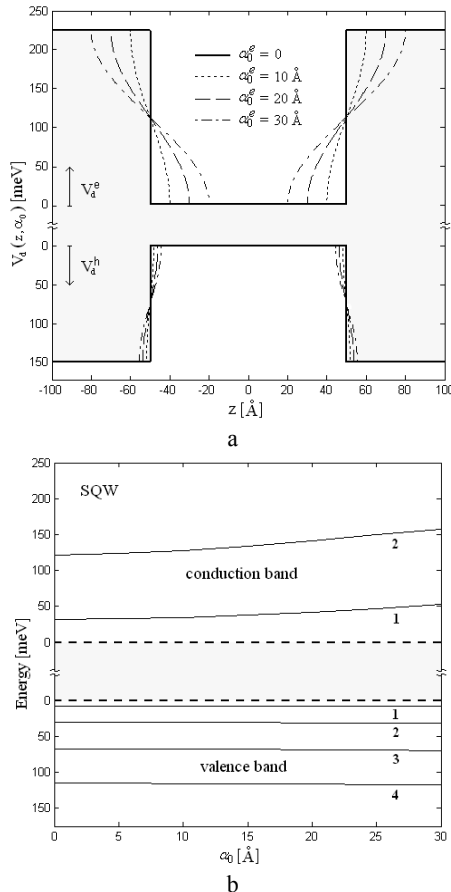 250
200
150
100
50
0
0
50
100
150
V_d(z, α_0) [meV]
V_d^e
V_d^h
α_0^e = 0
α_0^e = 10 Å
α_0^e = 20 Å
α_0^e = 30 Å
-100 -80 -60 -40 -20 0 20 40 60 80 100
z [Å]
a
250
200
150
100
50
0
0
50
100
150
Energy [meV]
SQW
2
conduction band
1
1
2
3
valence band
4
0 5 10 15 20 25 30
α_0 [Å]
b